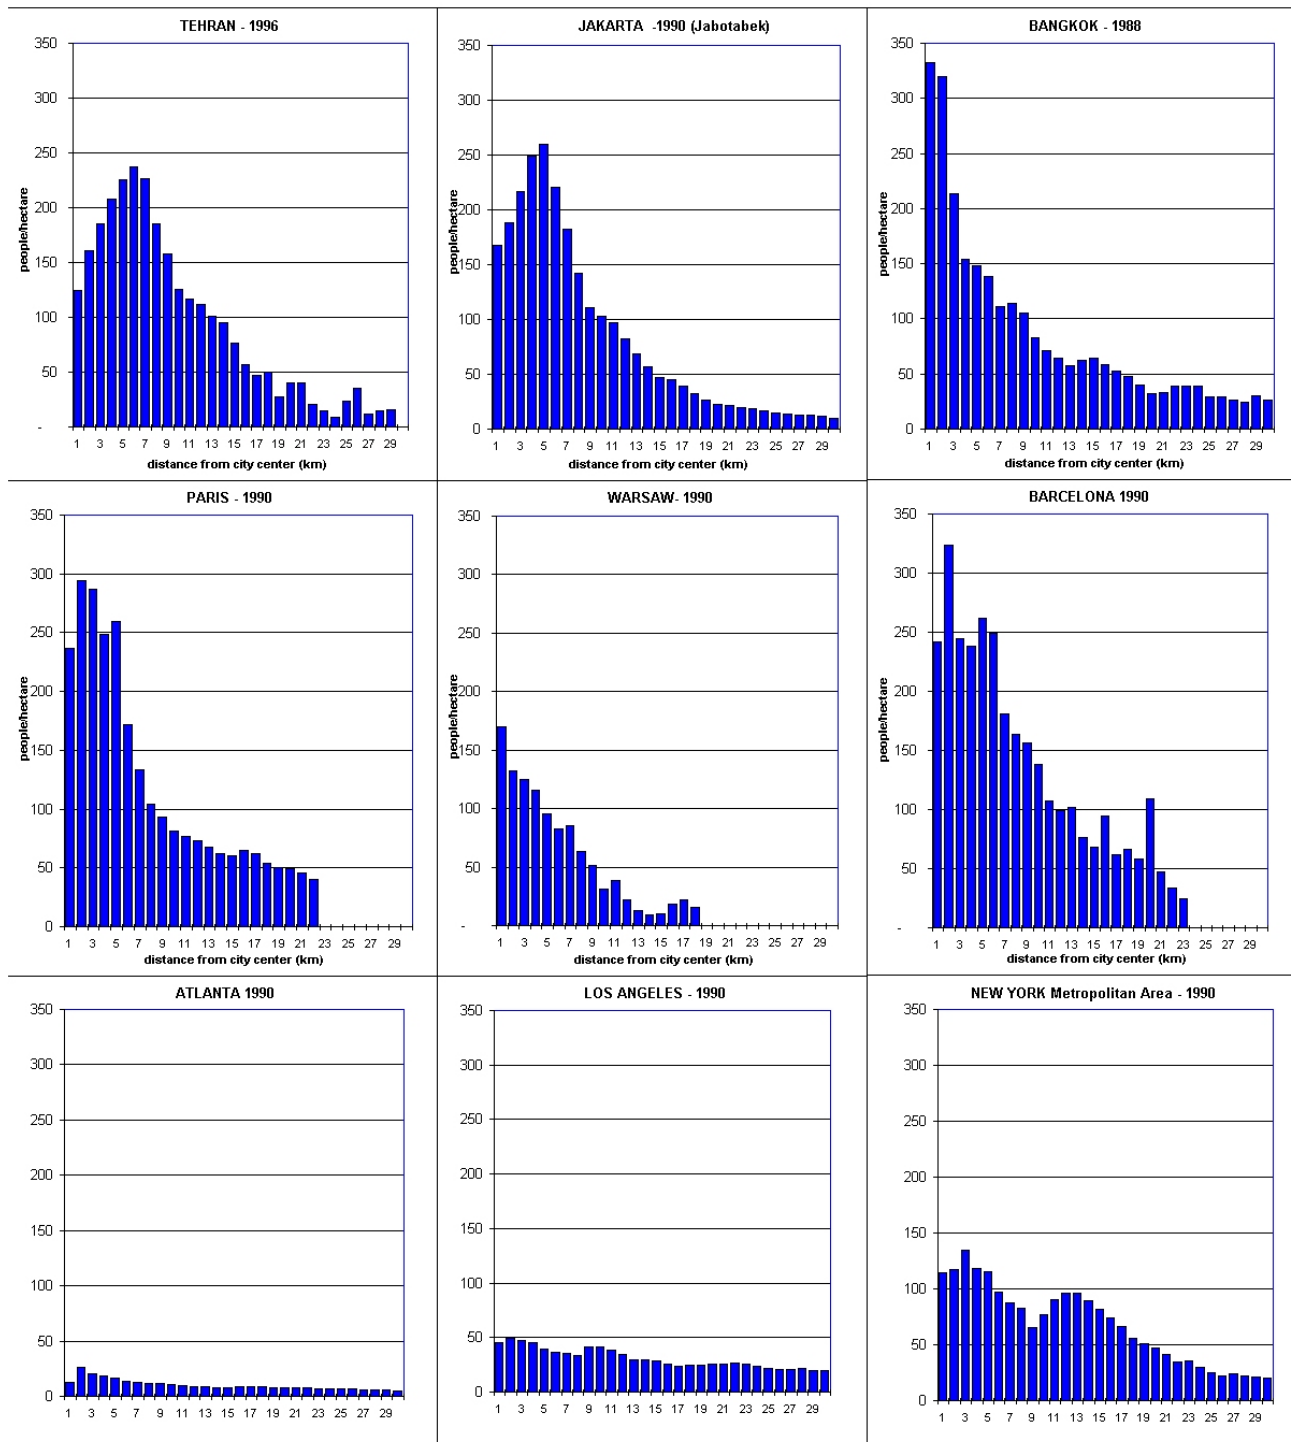 TEHRAN - 1996
350
300
250
200
150
100
50
-
people/hectare
1 3 5 7 9 11 13 15 17 19 21 23 25 27 29
distance from city center (km)
JAKARTA -1990 (Jabotabek)
350
300
250
200
150
100
50
0
people/hectare
1 3 5 7 9 11 13 15 17 19 21 23 25 27 29
distance from city center (km)
BANGKOK - 1988
350
300
250
200
150
100
50
0
people/hectare
1 3 5 7 9 11 13 15 17 19 21 23 25 27 29
distance from city center (km)
PARIS - 1990
350
300
250
200
150
100
50
0
people/hectare
1 3 5 7 9 11 13 15 17 19 21 23 25 27 29
distance from city center (km)
WARSAW- 1990
350
300
250
200
150
100
50
-
people/hectare
1 3 5 7 9 11 13 15 17 19 21 23 25 27 29
distance from city center (km)
BARCELONA 1990
350
300
250
200
150
100
50
-
people/hectare
1 3 5 7 9 11 13 15 17 19 21 23 25 27 29
distance from city center (km)
ATLANTA 1990
350
300
250
200
150
100
50
0
1 3 5 7 9 11 13 15 17 19 21 23 25 27 29
LOS ANGELES - 1990
350
300
250
200
150
100
50
0
1 3 5 7 9 11 13 15 17 19 21 23 25 27 29
NEW YORK Metropolitan Area - 1990
350
300
250
200
150
100
50
0
1 3 5 7 9 11 13 15 17 19 21 23 25 27 29